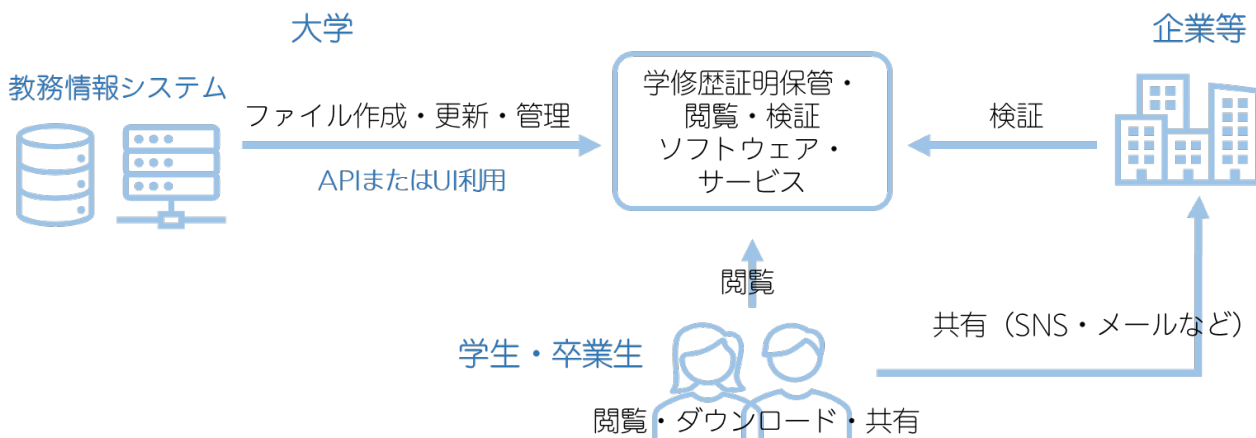 大学
企業等
教務情報システム
ファイル作成・更新・管理
APIまたはUI利用
学修歴証明保管・
閲覧・検証
ソフトウェア・
サービス
検証
閲覧
共有（SNS・メールなど）
学生・卒業生
閲覧・ダウンロード・共有